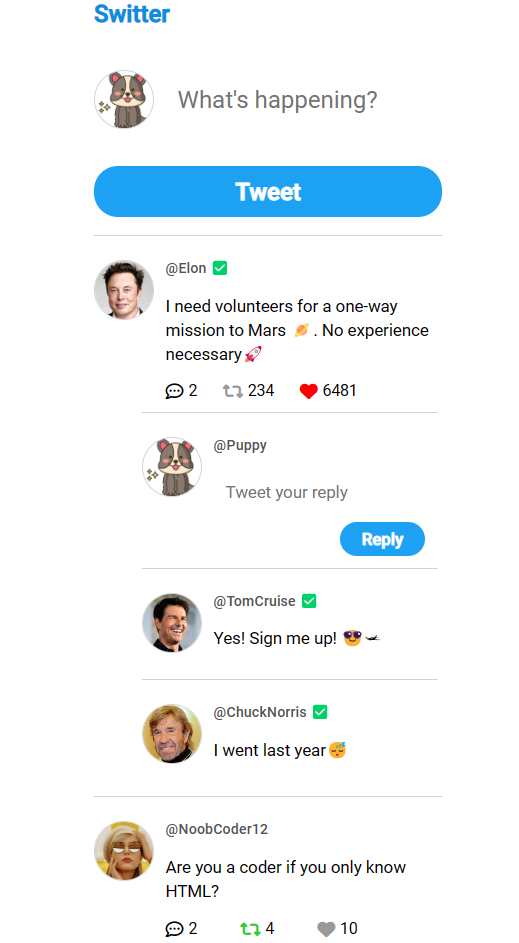 Switter
What's happening?
Tweet
@Elon ✅
I need volunteers for a one-way
mission to Mars 🪐. No experience
necessary🚀
2 234 6481
@Puppy
Tweet your reply
Reply
@TomCruise ✅
Yes! Sign me up! 😎🛩
@ChuckNorris ✅
I went last year😴
@NoobCoder12
Are you a coder if you only know
HTML?
2 4 10